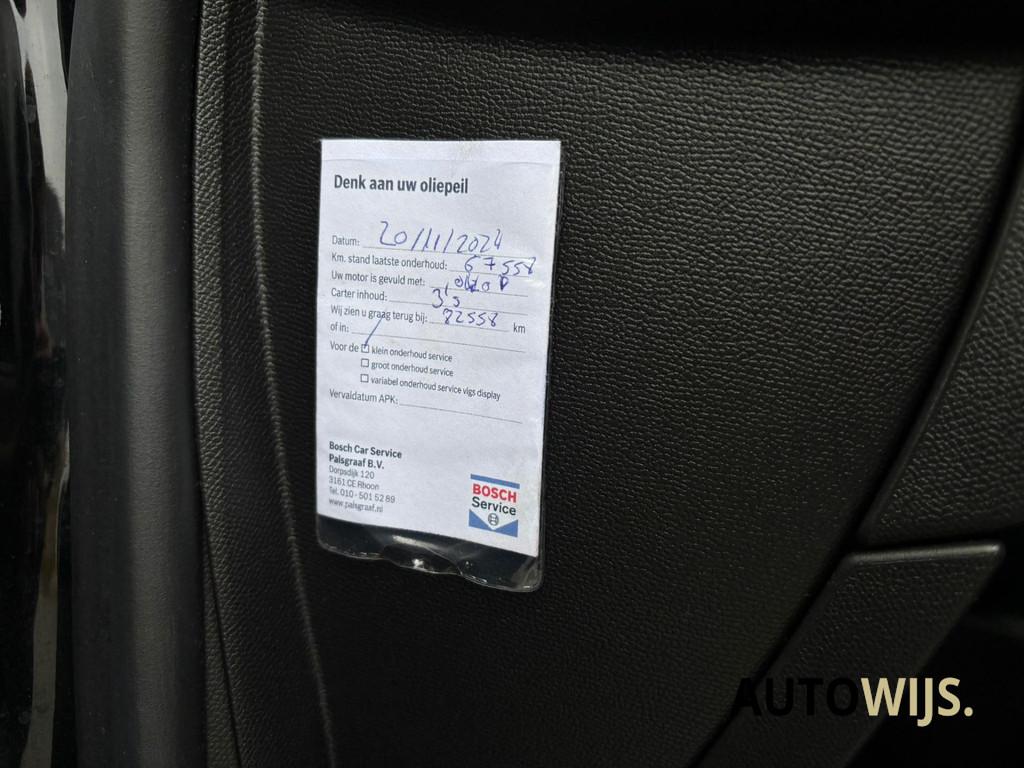 Denk aan uw oliepeil
Datum: 20/11/2024
Km. stand laatste onderhoud: 67558
Uw motor is gevuld met:
Carter inhoud: 3's
Wij zien u graag terug bij: 82558 km
of in:
Voor de klein onderhoud service
groot onderhoud service
variabel onderhoud service vlgs display
Vervaldatum APK:
Bosch Car Service
Palsgraaf B.V.
Dorpsdijk 120
3161 CE Rhoon
Tel. 010 - 501 52 89
www.palsgraaf.nl
BOSCH
Service
AUTOWIJS.